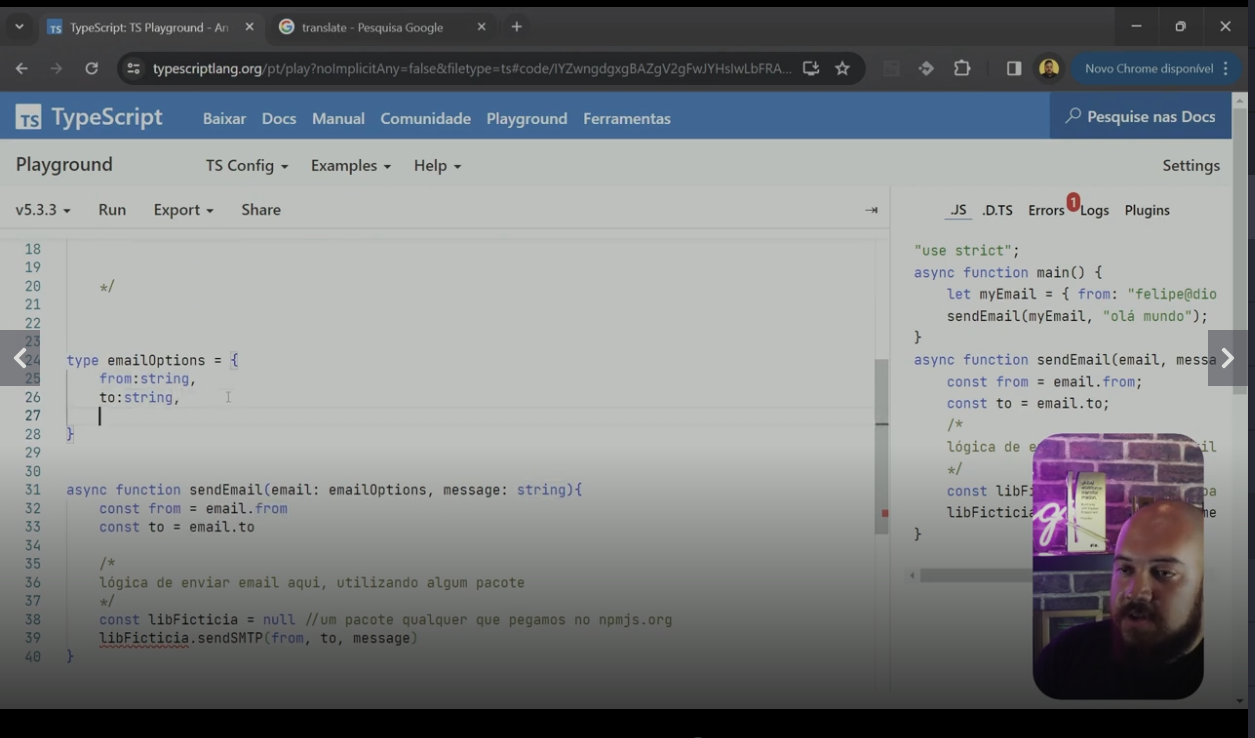 TypeScript: TS Playground - An
translate - Pesquisa Google
typescriptlang.org/pt/play?noImplicitAny=false&filetype=ts#code/IYZwngdgxgBAZgV2gFwJYHsIwLbFRA...
Novo Chrome disponível
TS TypeScript
Baixar Docs Manual Comunidade Playground Ferramentas
Pesquise nas Docs
Playground
TS Config Examples Help
Settings
v5.3.3 Run Export Share
.JS .D.TS Errors 1 Logs Plugins
18
19
20 */
21
22
23
24 type emailOptions = {
25 from:string,
26 to:string,
27
28 }
29
30
31 async function sendEmail(email: emailOptions, message: string){
32 const from = email.from
33 const to = email.to
34
35 /*
36 lógica de enviar email aqui, utilizando algum pacote
37 */
38 const libFicticia = null //um pacote qualquer que pegamos no npmjs.org
39 libFicticia.sendSMTP(from, to, message)
40 }
"use strict";
async function main() {
let myEmail = { from: "felipe@dio
sendEmail(myEmail, "olá mundo");
}
async function sendEmail(email, messa
const from = email.from;
const to = email.to;
/*
lógica de e il
*/
const libFi pa
libFicticia me
}